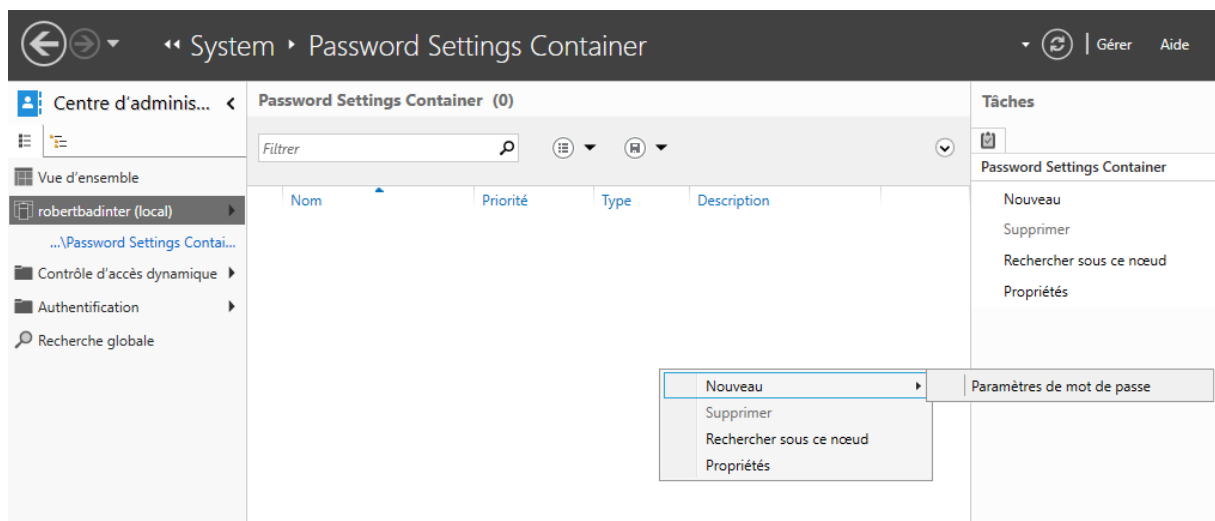 System ‣ Password Settings Container
Gérer Aide
Centre d'adminis...
Vue d'ensemble
robertbadinter (local)
...\Password Settings Contai...
Contrôle d'accès dynamique
Authentification
Recherche globale
Password Settings Container (0)
Filtrer
Nom Priorité Type Description
Nouveau
Supprimer
Rechercher sous ce nœud
Propriétés
Paramètres de mot de passe
Tâches
Password Settings Container
Nouveau
Supprimer
Rechercher sous ce nœud
Propriétés